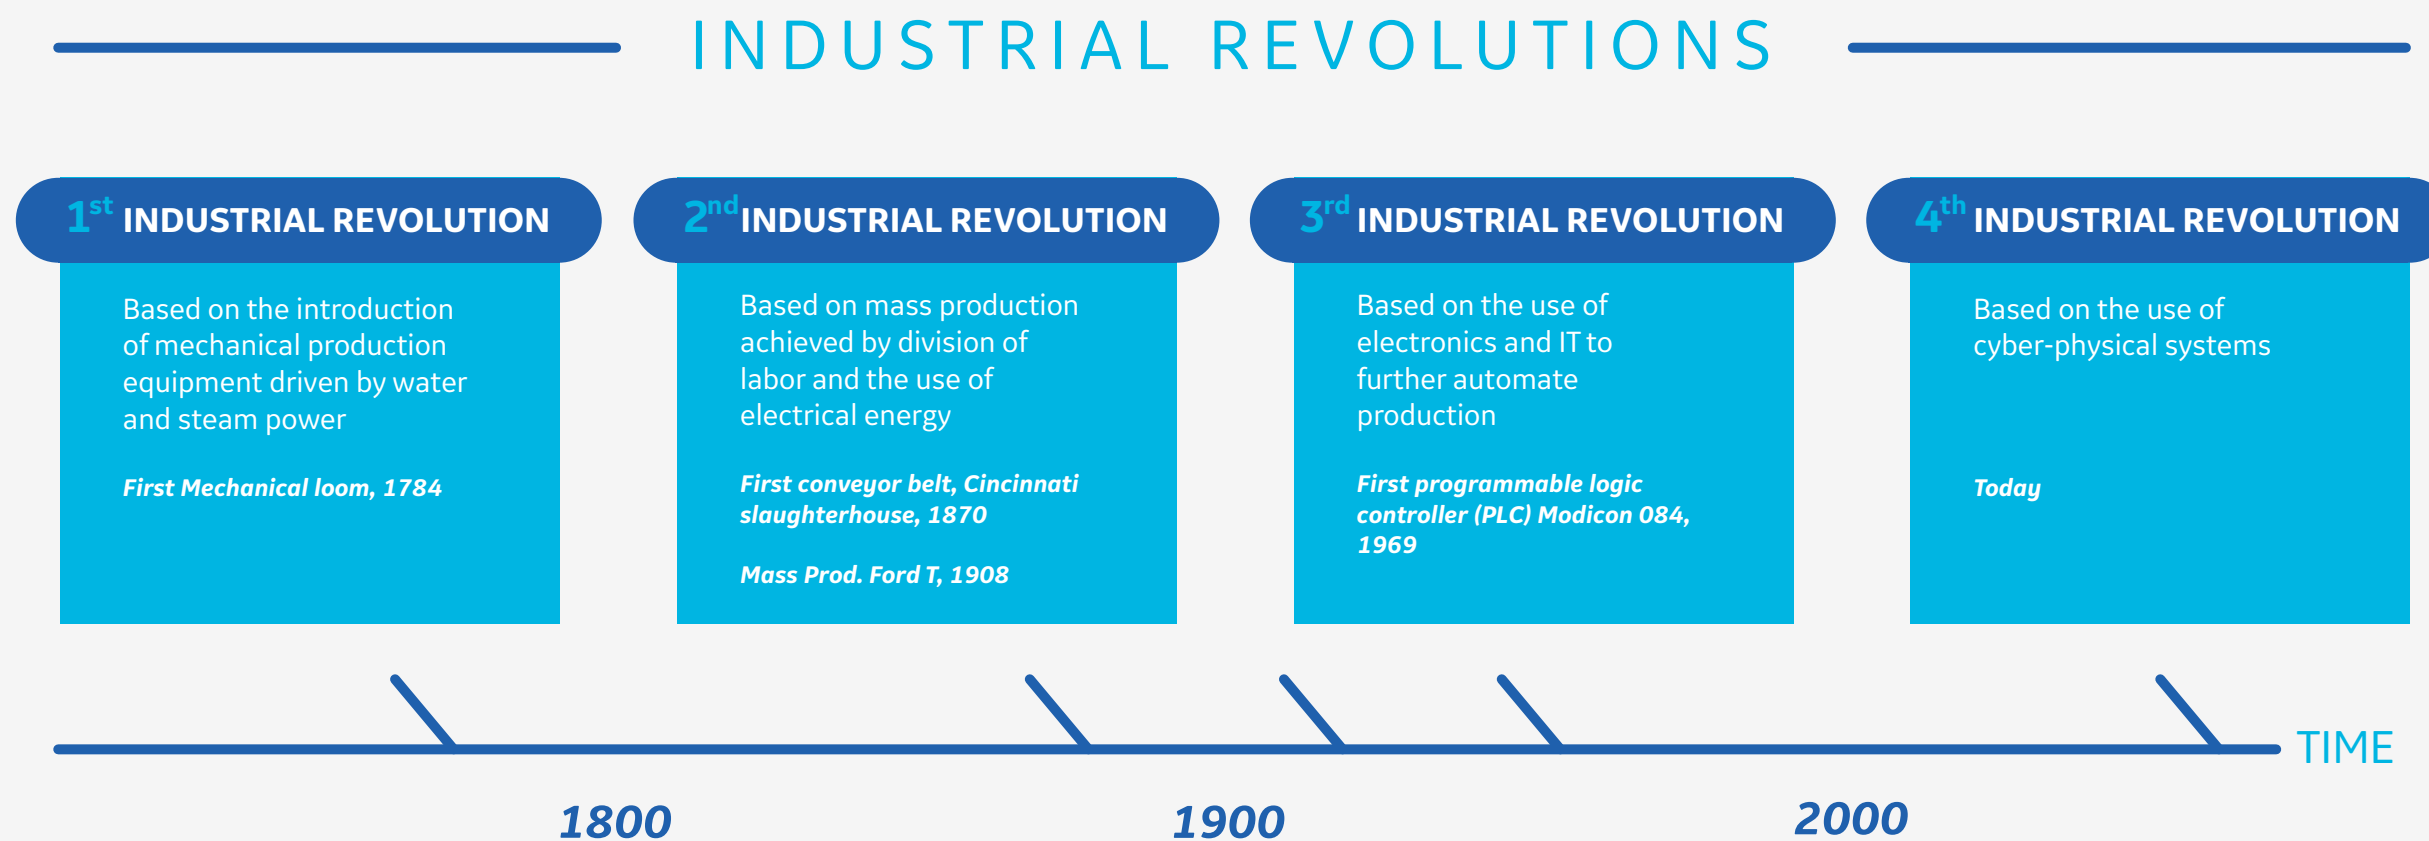 INDUSTRIAL REVOLUTIONS
1st INDUSTRIAL REVOLUTION
Based on the introduction
of mechanical production
equipment driven by water
and steam power
First Mechanical loom, 1784
2nd INDUSTRIAL REVOLUTION
Based on mass production
achieved by division of
labor and the use of
electrical energy
First conveyor belt, Cincinnati
slaughterhouse, 1870
Mass Prod. Ford T, 1908
3rd INDUSTRIAL REVOLUTION
Based on the use of
electronics and IT to
further automate
production
First programmable logic
controller (PLC) Modicon 084,
1969
4th INDUSTRIAL REVOLUTION
Based on the use of
cyber-physical systems
Today
TIME
1800
1900
2000